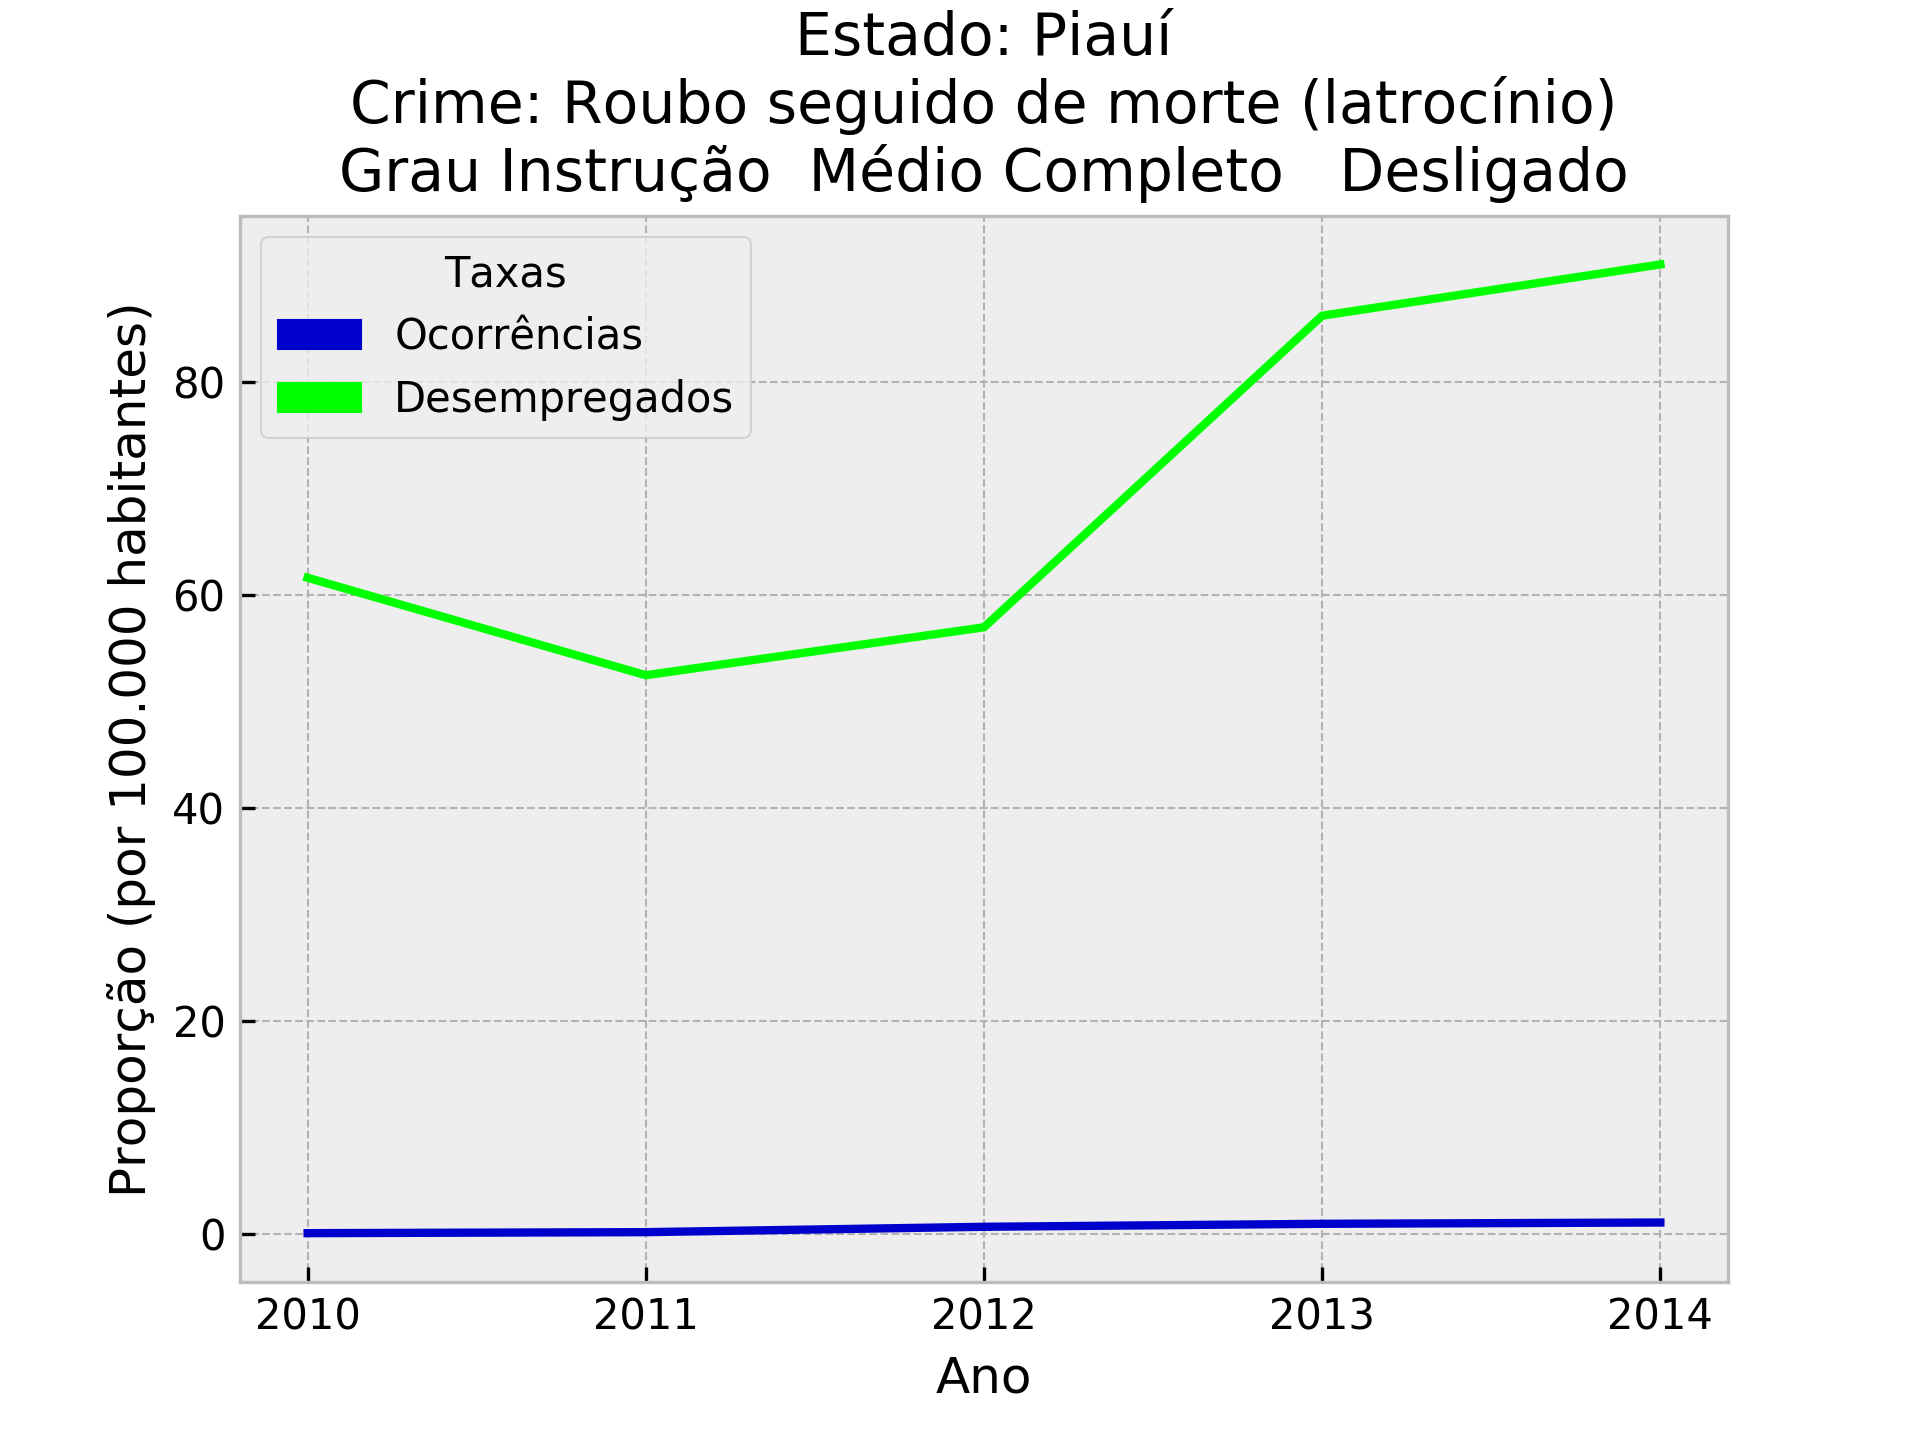 Estado: Piauí
Crime: Roubo seguido de morte (latrocínio)
Grau Instrução  Médio Completo   Desligado
Taxas
Ocorrências
Desempregados
Proporção (por 100.000 habitantes)
80
60
40
20
0
2010 2011 2012 2013 2014
Ano